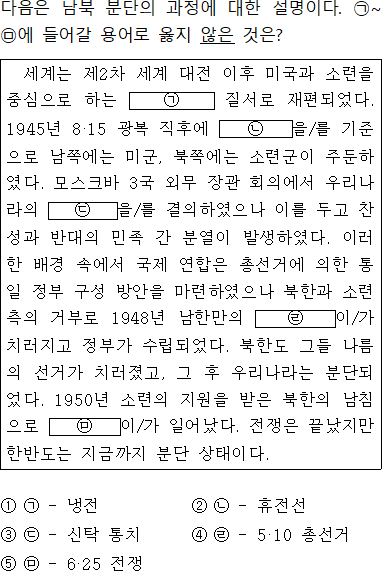 다음은 남북 분단의 과정에 대한 설명이다. ㉠~
㉤에 들어갈 용어로 옳지 않은 것은?
세계는 제2차 세계 대전 이후 미국과 소련을
중심으로 하는 ㉠ 질서로 재편되었다.
1945년 8·15 광복 직후에 ㉡을/를 기준
으로 남쪽에는 미군, 북쪽에는 소련군이 주둔하
였다. 모스크바 3국 외무 장관 회의에서 우리나
라의 ㉢을/를 결의하였으나 이를 두고 찬
성과 반대의 민족 간 분열이 발생하였다. 이러
한 배경 속에서 국제 연합은 총선거에 의한 통
일 정부 구성 방안을 마련하였으나 북한과 소련
측의 거부로 1948년 남한만의 ㉣이/가
치러지고 정부가 수립되었다. 북한도 그들 나름
의 선거가 치러졌고, 그 후 우리나라는 분단되
었다. 1950년 소련의 지원을 받은 북한의 남침
으로 ㉤이/가 일어났다. 전쟁은 끝났지만
한반도는 지금까지 분단 상태이다.
① ㉠ - 냉전 ② ㉡ - 휴전선
③ ㉢ - 신탁 통치 ④ ㉣ - 5·10 총선거
⑤ ㉤ - 6·25 전쟁